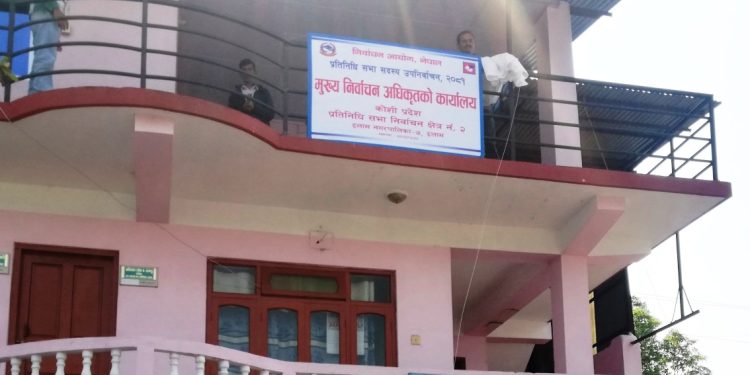 निर्वाचन आयोग, नेपाल
प्रतिनिधि सभा सदस्य उपनिर्वाचन, २०८१
मुख्य निर्वाचन अधिकृतको कार्यालय
कोशी प्रदेश
प्रतिनिधि सभा निर्वाचन क्षेत्र नं. २
इलाम नगरपालिका-७, इलाम